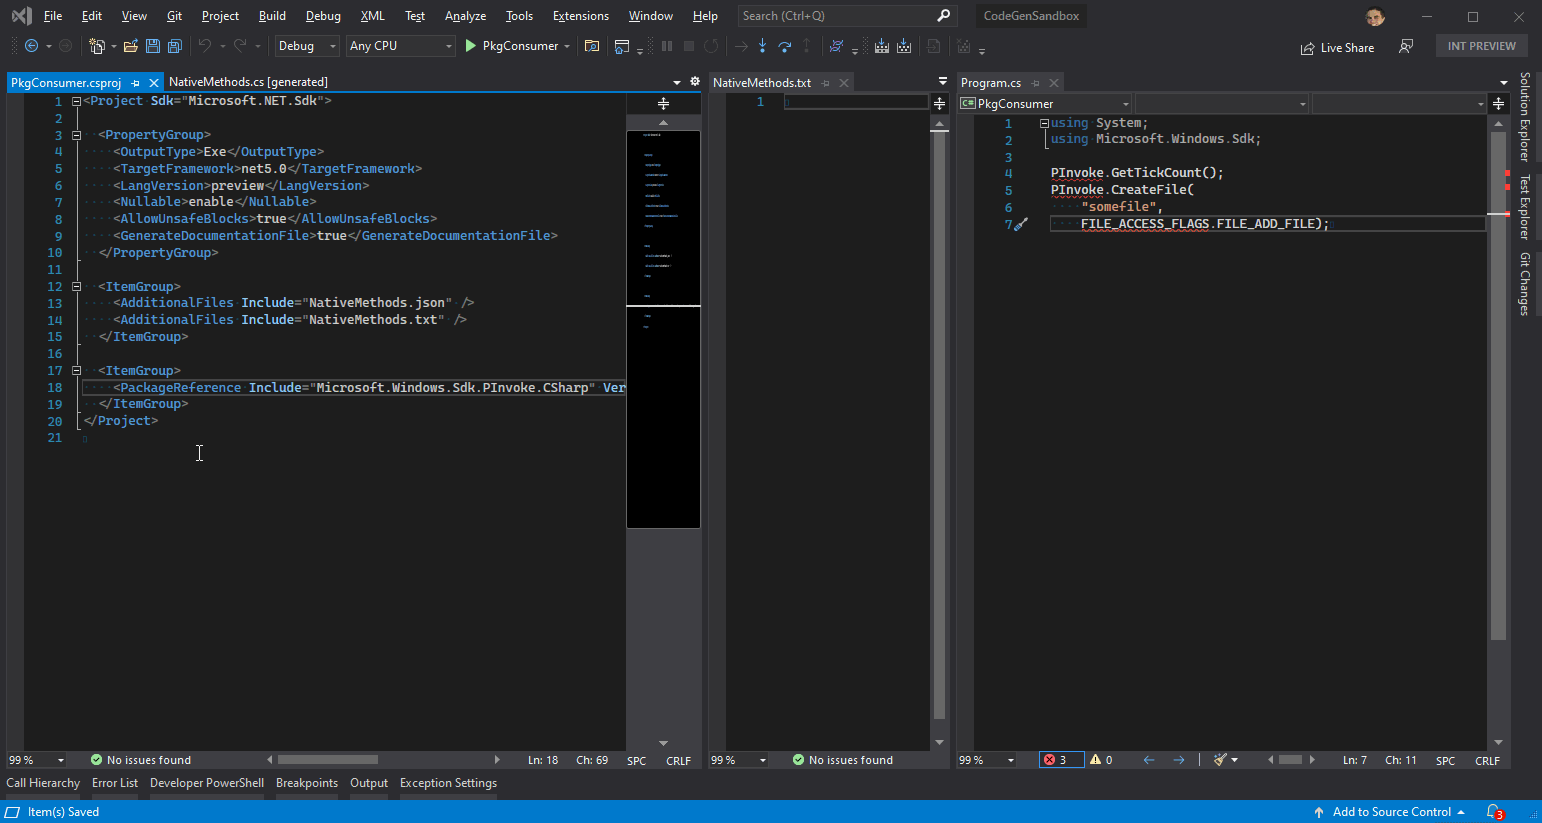 File Edit View Git Project Build Debug XML Test Analyze Tools Extensions Window Help Search (Ctrl+Q) CodeGenSandbox
Debug Any CPU PkgConsumer Live Share INT PREVIEW
PkgConsumer.csproj NativeMethods.cs [generated]
1 <Project Sdk="Microsoft.NET.Sdk">
2
3 <PropertyGroup>
4 <OutputType>Exe</OutputType>
5 <TargetFramework>net5.0</TargetFramework>
6 <LangVersion>preview</LangVersion>
7 <Nullable>enable</Nullable>
8 <AllowUnsafeBlocks>true</AllowUnsafeBlocks>
9 <GenerateDocumentationFile>true</GenerateDocumentationFile>
10 </PropertyGroup>
11
12 <ItemGroup>
13 <AdditionalFiles Include="NativeMethods.json" />
14 <AdditionalFiles Include="NativeMethods.txt" />
15 </ItemGroup>
16
17 <ItemGroup>
18 <PackageReference Include="Microsoft.Windows.Sdk.PInvoke.CSharp" Ver
19 </ItemGroup>
20 </Project>
21
99 % No issues found Ln: 18 Ch: 69 SPC CRLF
NativeMethods.txt
1
99 % No issues found
Program.cs
C# PkgConsumer
1 using System;
2 using Microsoft.Windows.Sdk;
3
4 PInvoke.GetTickCount();
5 PInvoke.CreateFile(
6 "somefile",
7 FILE_ACCESS_FLAGS.FILE_ADD_FILE);
99 % 3 0 Ln: 7 Ch: 11 SPC CRLF
Solution Explorer
Test Explorer
Git Changes
Call Hierarchy Error List Developer PowerShell Breakpoints Output Exception Settings
Item(s) Saved Add to Source Control 3